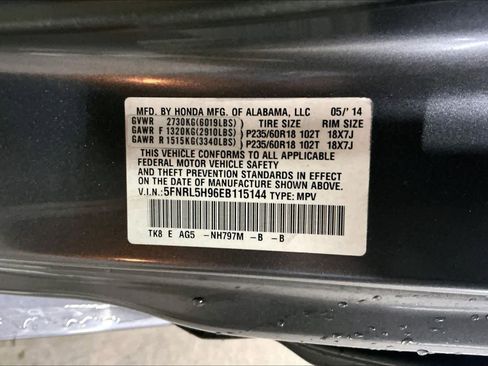 MFD. BY HONDA MFG. OF ALABAMA, LLC 05/'14
GVWR 2730KG(6019LBS) TIRE SIZE RIM SIZE
GAWR F 1320KG(2910LBS) P235/60R18 102T 18X7J
GAWR R 1515KG(3340LBS) P235/60R18 102T 18X7J
THIS VEHICLE CONFORMS TO ALL APPLICABLE
FEDERAL MOTOR VEHICLE SAFETY
AND THEFT PREVENTION STANDARDS IN EFFECT ON
THE DATE OF MANUFACTURE SHOWN ABOVE.
V.I.N.: 5FNRL5H96EB115144 TYPE: MPV
TK8 E AG5 -NH797M -B -B